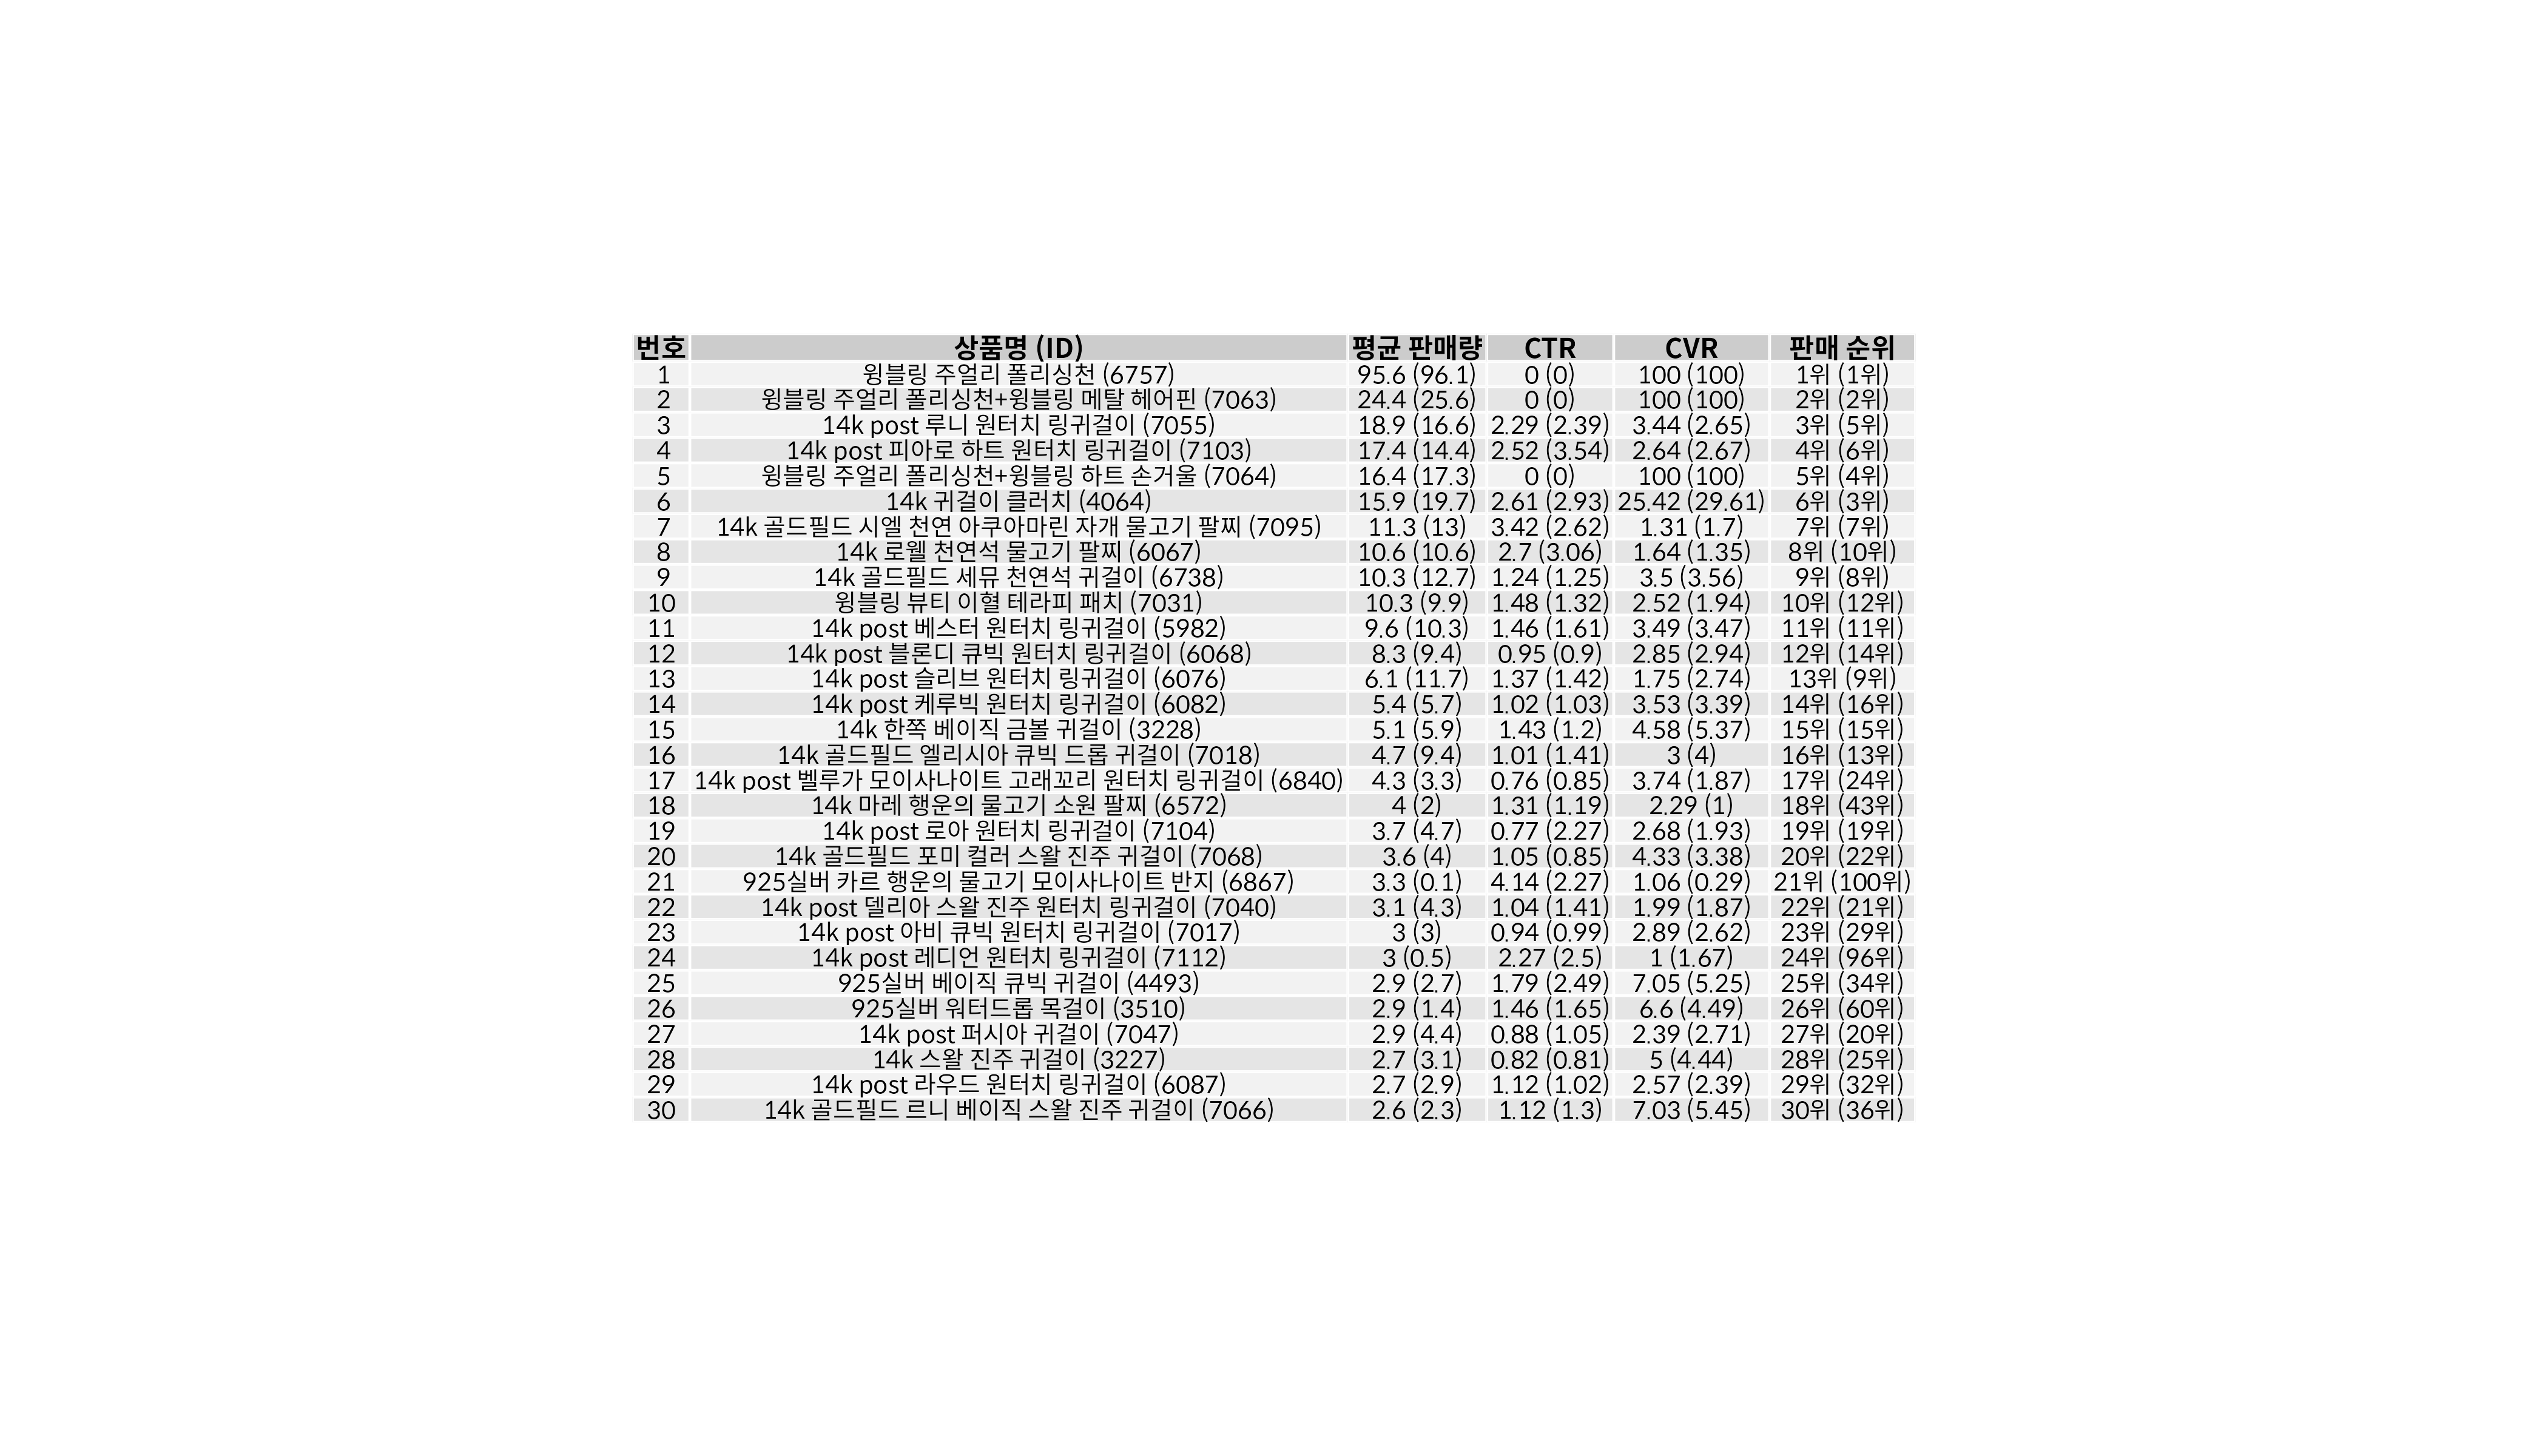 번호 상품명 (ID) 평균 판매량 CTR CVR 판매 순위
1 윙블링 주얼리 폴리싱천 (6757) 95.6 (96.1) 0 (0) 100 (100) 1위 (1위)
2 윙블링 주얼리 폴리싱천+윙블링 메탈 헤어핀 (7063) 24.4 (25.6) 0 (0) 100 (100) 2위 (2위)
3 14k post 루니 원터치 링귀걸이 (7055) 18.9 (16.6) 2.29 (2.39) 3.44 (2.65) 3위 (5위)
4 14k post 피아로 하트 원터치 링귀걸이 (7103) 17.4 (14.4) 2.52 (3.54) 2.64 (2.67) 4위 (6위)
5 윙블링 주얼리 폴리싱천+윙블링 하트 손거울 (7064) 16.4 (17.3) 0 (0) 100 (100) 5위 (4위)
6 14k 귀걸이 클러치 (4064) 15.9 (19.7) 2.61 (2.93) 25.42 (29.61) 6위 (3위)
7 14k 골드필드 시엘 천연 아쿠아마린 자개 물고기 팔찌 (7095) 11.3 (13) 3.42 (2.62) 1.31 (1.7) 7위 (7위)
8 14k 로웰 천연석 물고기 팔찌 (6067) 10.6 (10.6) 2.7 (3.06) 1.64 (1.35) 8위 (10위)
9 14k 골드필드 세뮤 천연석 귀걸이 (6738) 10.3 (12.7) 1.24 (1.25) 3.5 (3.56) 9위 (8위)
10 윙블링 뷰티 이혈 테라피 패치 (7031) 10.3 (9.9) 1.48 (1.32) 2.52 (1.94) 10위 (12위)
11 14k post 베스터 원터치 링귀걸이 (5982) 9.6 (10.3) 1.46 (1.61) 3.49 (3.47) 11위 (11위)
12 14k post 블론디 큐빅 원터치 링귀걸이 (6068) 8.3 (9.4) 0.95 (0.9) 2.85 (2.94) 12위 (14위)
13 14k post 슬리브 원터치 링귀걸이 (6076) 6.1 (11.7) 1.37 (1.42) 1.75 (2.74) 13위 (9위)
14 14k post 케루빅 원터치 링귀걸이 (6082) 5.4 (5.7) 1.02 (1.03) 3.53 (3.39) 14위 (16위)
15 14k 한쪽 베이직 금볼 귀걸이 (3228) 5.1 (5.9) 1.43 (1.2) 4.58 (5.37) 15위 (15위)
16 14k 골드필드 엘리시아 큐빅 드롭 귀걸이 (7018) 4.7 (9.4) 1.01 (1.41) 3 (4) 16위 (13위)
17 14k post 벨루가 모이사나이트 고래꼬리 원터치 링귀걸이 (6840) 4.3 (3.3) 0.76 (0.85) 3.74 (1.87) 17위 (24위)
18 14k 마레 행운의 물고기 소원 팔찌 (6572) 4 (2) 1.31 (1.19) 2.29 (1) 18위 (43위)
19 14k post 로아 원터치 링귀걸이 (7104) 3.7 (4.7) 0.77 (2.27) 2.68 (1.93) 19위 (19위)
20 14k 골드필드 포미 컬러 스왈 진주 귀걸이 (7068) 3.6 (4) 1.05 (0.85) 4.33 (3.38) 20위 (22위)
21 925실버 카르 행운의 물고기 모이사나이트 반지 (6867) 3.3 (0.1) 4.14 (2.27) 1.06 (0.29) 21위 (100위)
22 14k post 델리아 스왈 진주 원터치 링귀걸이 (7040) 3.1 (4.3) 1.04 (1.41) 1.99 (1.87) 22위 (21위)
23 14k post 아비 큐빅 원터치 링귀걸이 (7017) 3 (3) 0.94 (0.99) 2.89 (2.62) 23위 (29위)
24 14k post 레디언 원터치 링귀걸이 (7112) 3 (0.5) 2.27 (2.5) 1 (1.67) 24위 (96위)
25 925실버 베이직 큐빅 귀걸이 (4493) 2.9 (2.7) 1.79 (2.49) 7.05 (5.25) 25위 (34위)
26 925실버 워터드롭 목걸이 (3510) 2.9 (1.4) 1.46 (1.65) 6.6 (4.49) 26위 (60위)
27 14k post 퍼시아 귀걸이 (7047) 2.9 (4.4) 0.88 (1.05) 2.39 (2.71) 27위 (20위)
28 14k 스왈 진주 귀걸이 (3227) 2.7 (3.1) 0.82 (0.81) 5 (4.44) 28위 (25위)
29 14k post 라우드 원터치 링귀걸이 (6087) 2.7 (2.9) 1.12 (1.02) 2.57 (2.39) 29위 (32위)
30 14k 골드필드 르니 베이직 스왈 진주 귀걸이 (7066) 2.6 (2.3) 1.12 (1.3) 7.03 (5.45) 30위 (36위)